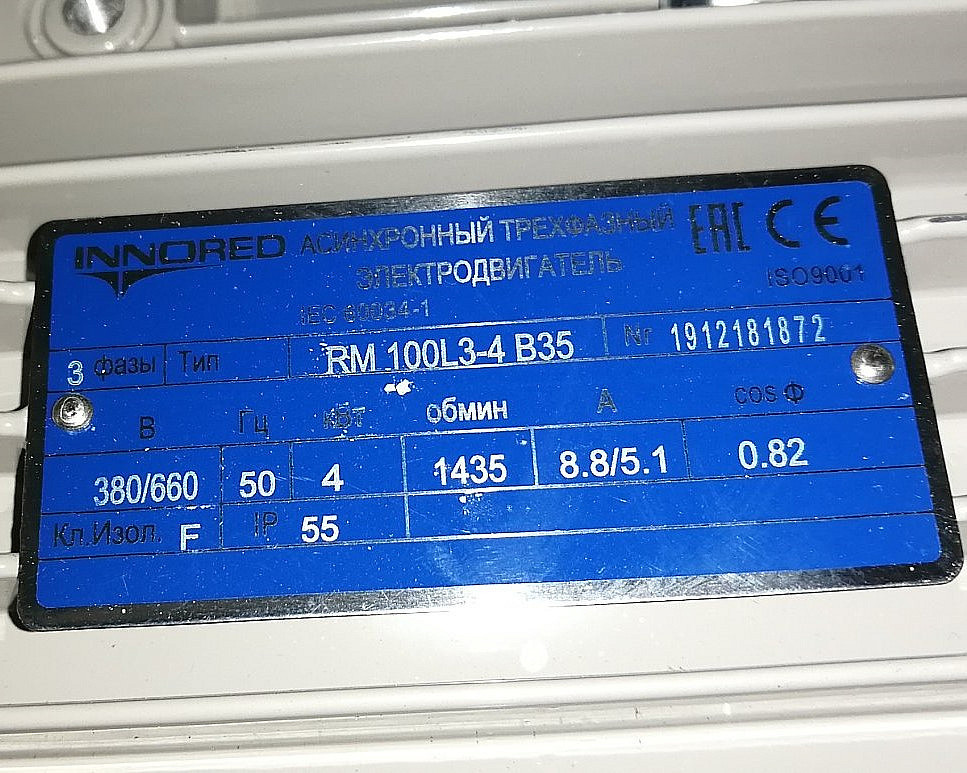 INNORED АСИНХРОННЫЙ ТРЕХФАЗНЫЙ ЭЛЕКТРОДВИГАТЕЛЬ EAC CE
ISO9001
IEC 60034-1
3 фазы Тип RM 100L3-4 B35 Nr 1912181872
В Гц кВт обмин А cos Ф
380/660 50 4 1435 8.8/5.1 0.82
Кл.Изол. F IP 55